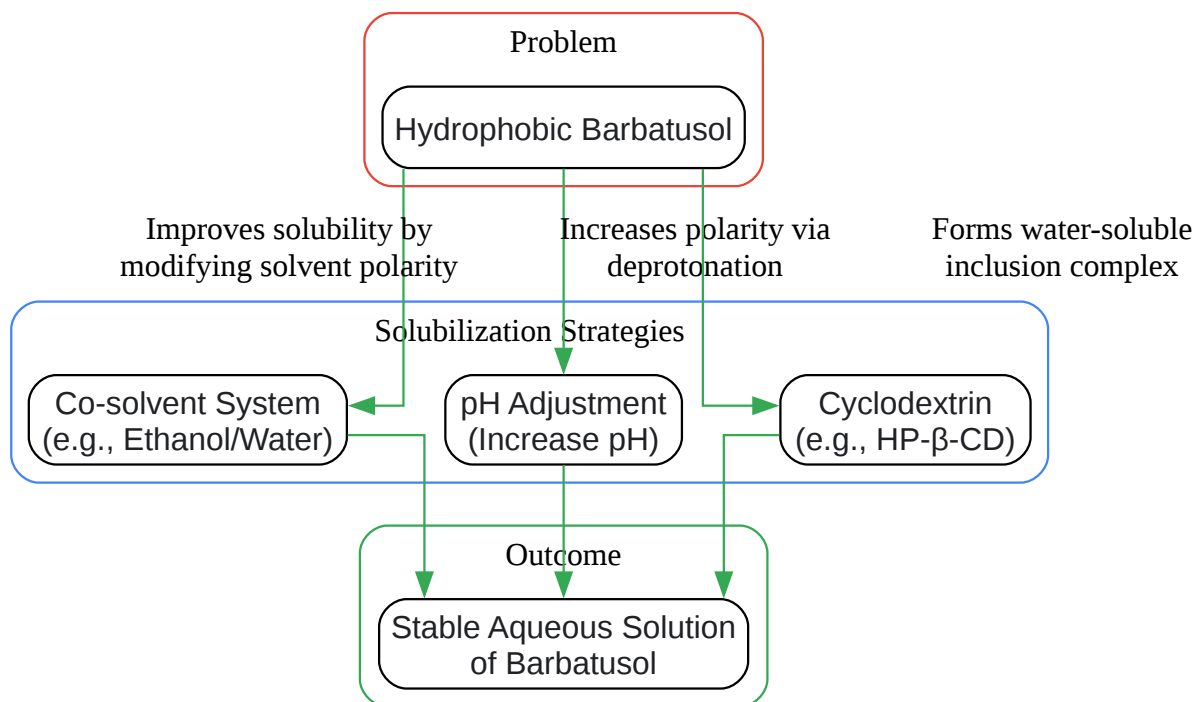 Problem
Hydrophobic Barbatusol
Improves solubility by
modifying solvent polarity
Increases polarity via
deprotonation
Forms water-soluble
inclusion complex
Solubilization Strategies
Co-solvent System
(e.g., Ethanol/Water)
pH Adjustment
(Increase pH)
Cyclodextrin
(e.g., HP-β-CD)
Outcome
Stable Aqueous Solution
of Barbatusol